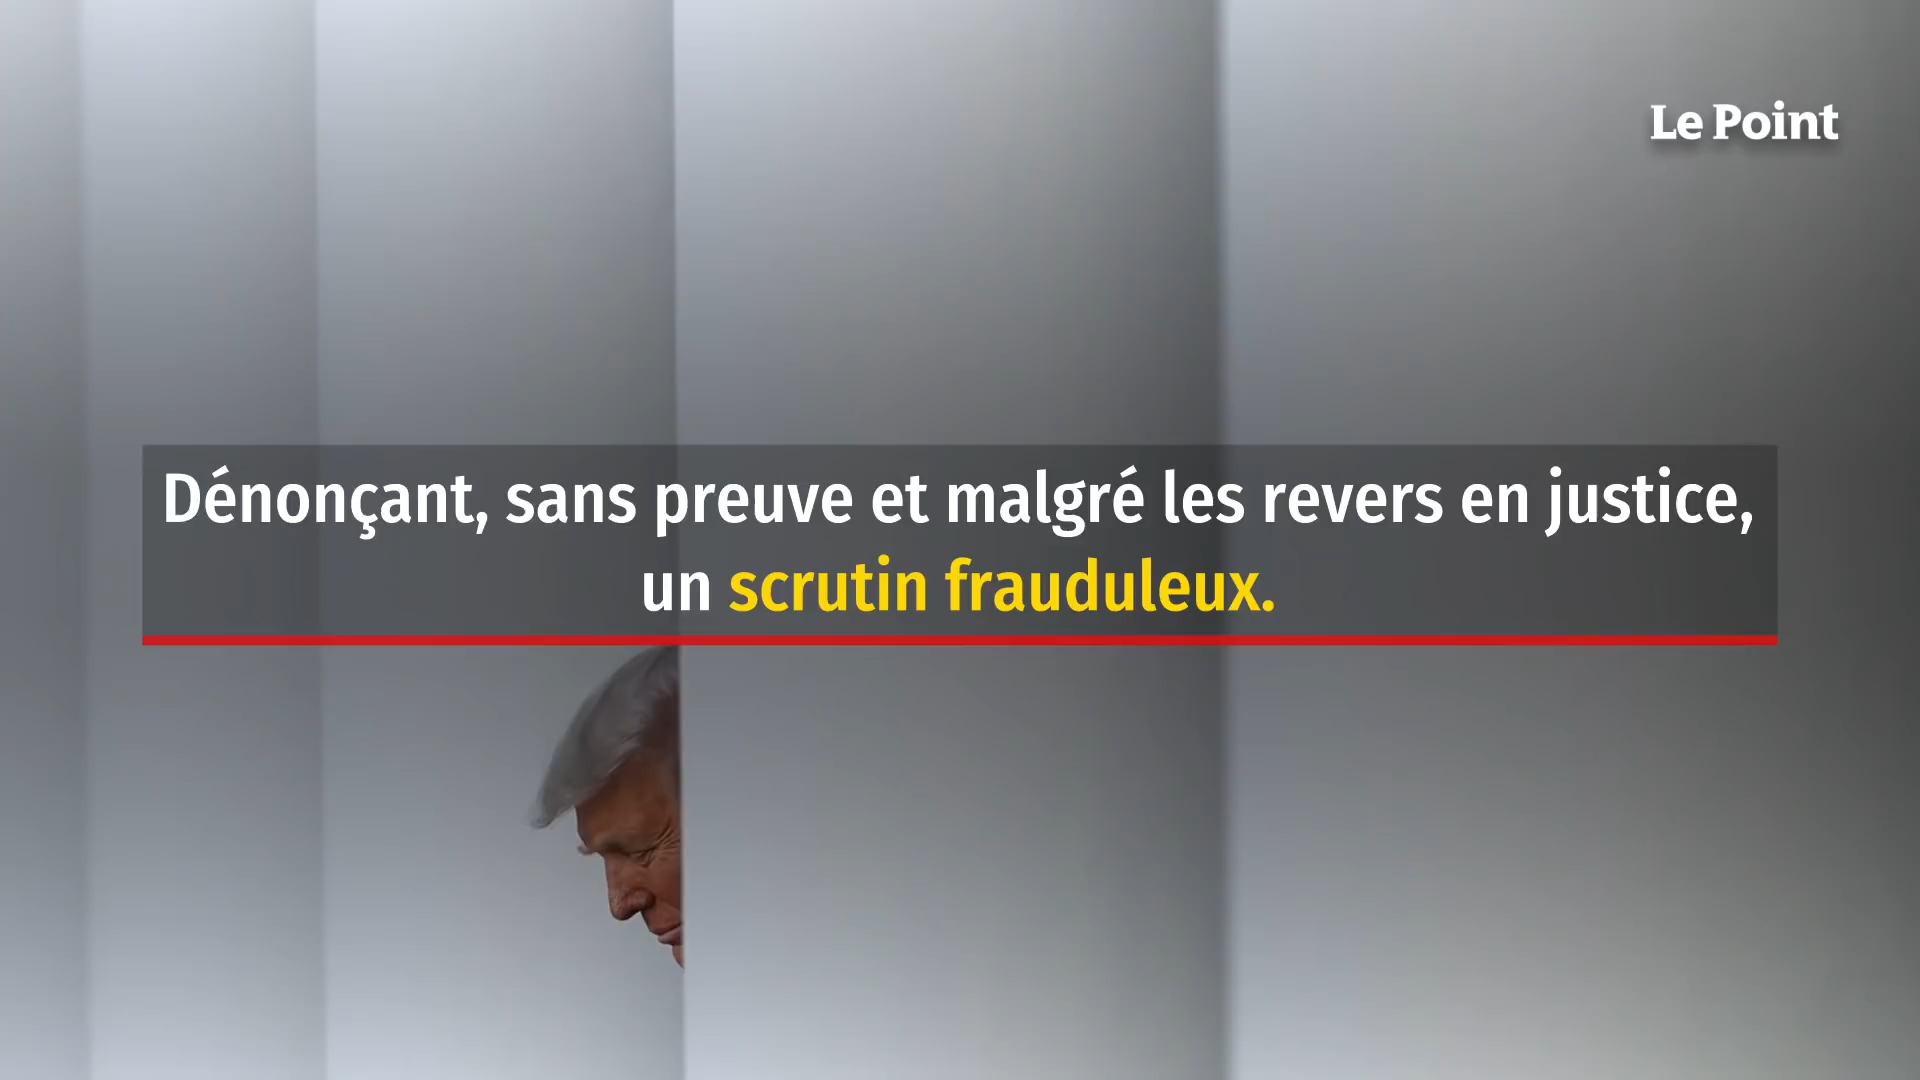 Le Point
Dénonçant, sans preuve et malgré les revers en justice,
un scrutin frauduleux.